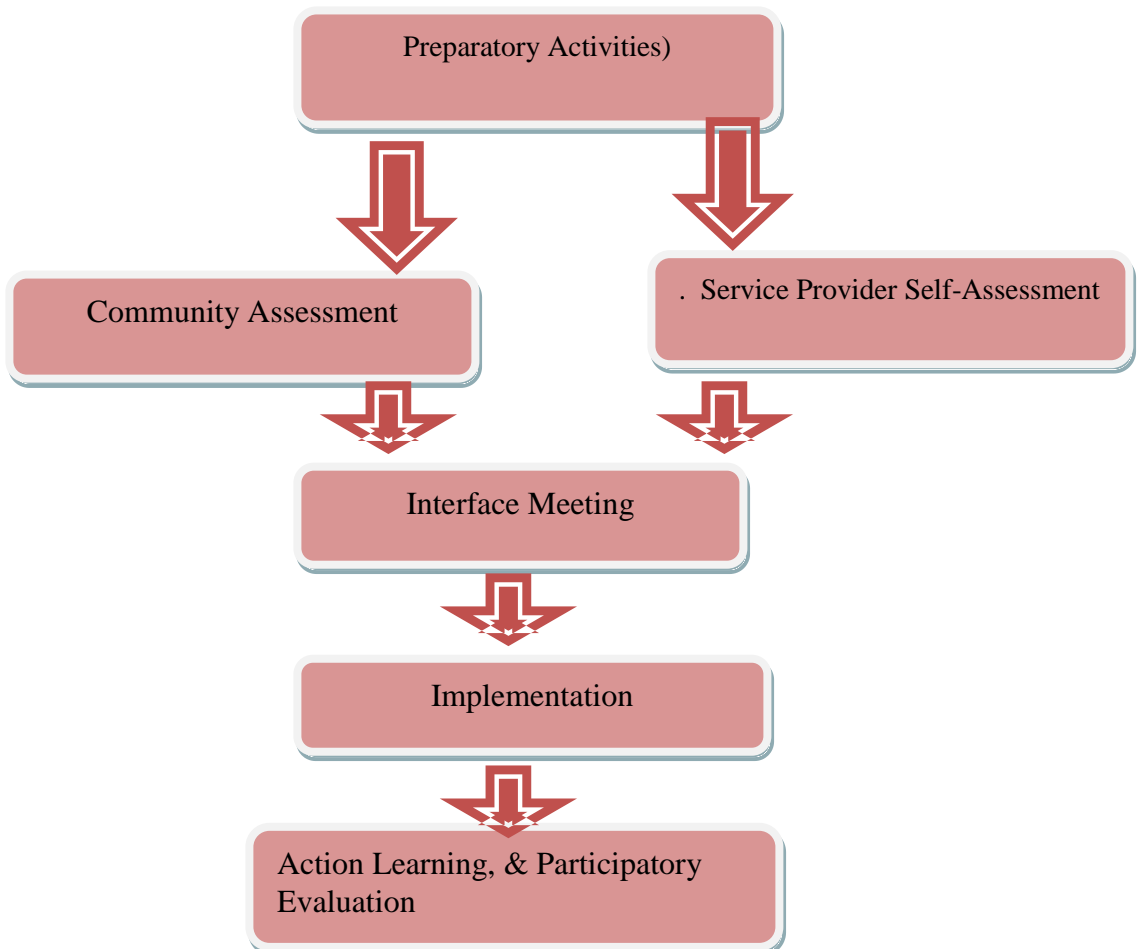 Preparatory Activities)
Community Assessment
. Service Provider Self-Assessment
Interface Meeting
Implementation
Action Learning, & Participatory
Evaluation